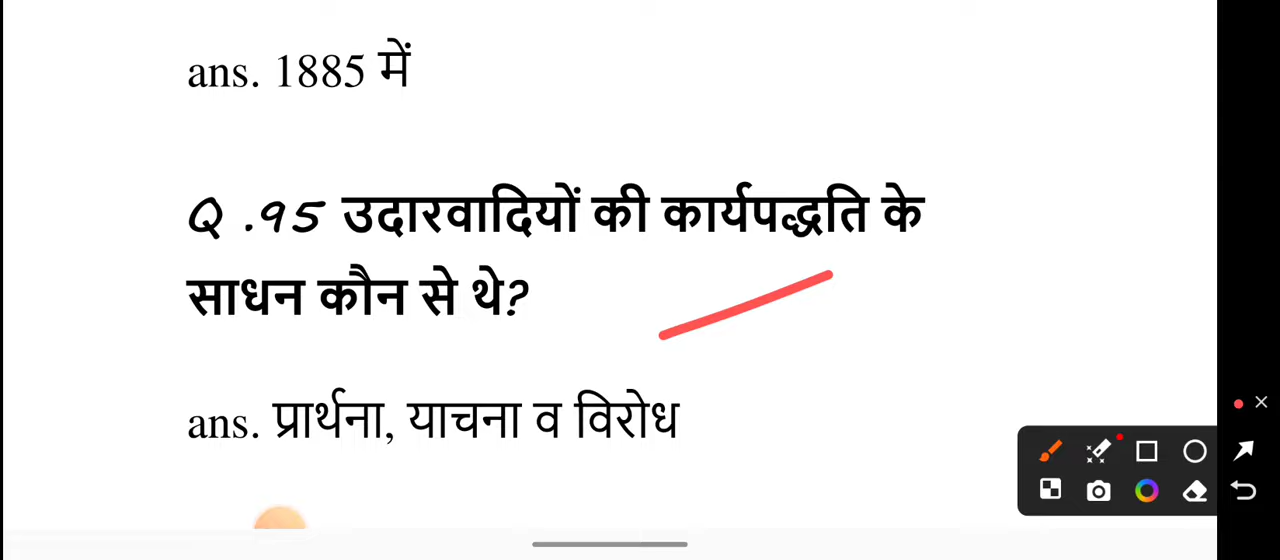 ans. 1885 में
Q .95 उदारवादियों की कार्यपद्धति के
साधन कौन से थे?
ans. प्रार्थना, याचना व विरोध